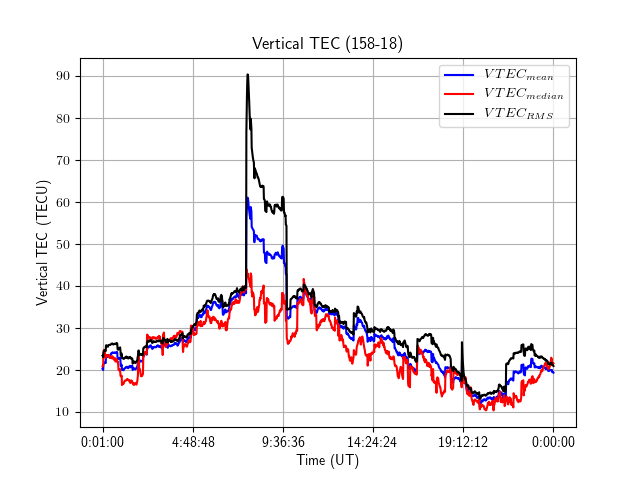 Vertical TEC (158-18)
VTEC_mean
VTEC_median
VTEC_RMS
90
80
70
60
50
40
30
20
10
Vertical TEC (TECU)
0:01:00 4:48:48 9:36:36 14:24:24 19:12:12 0:00:00
Time (UT)